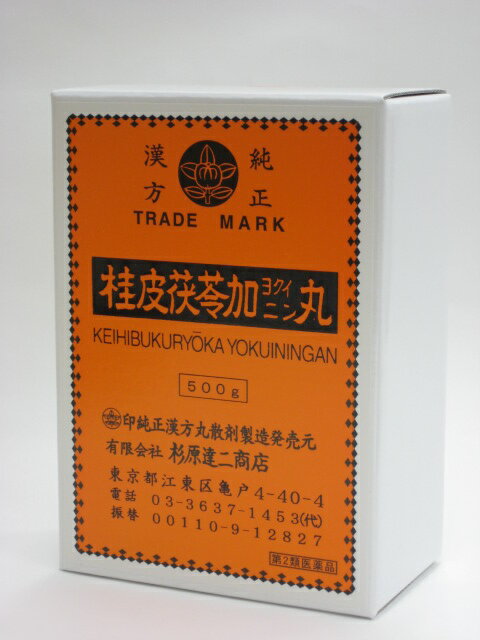 純正
漢方
TRADE MARK
桂皮茯苓加ヨクイニン丸
KEIHIBUKURYŌKA YOKUININGAN
500g
印純正漢方丸散剤製造発売元
有限会社 杉原達二商店
東京都江東区亀戸4-40-4
電話 03-3637-1453(代)
振替 00110-9-12827
第2類医薬品